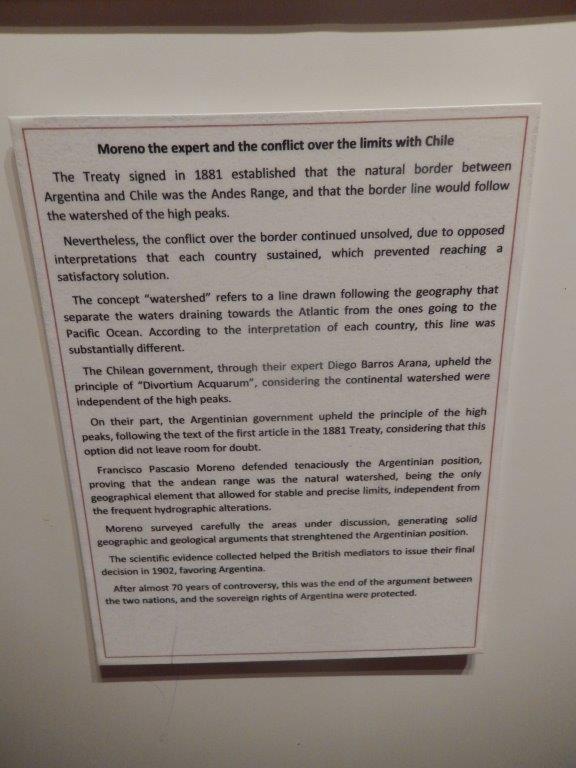 Moreno the expert and the conflict over the limits with Chile
The Treaty signed in 1881 established that the natural border between
Argentina and Chile was the Andes Range, and that the border line would follow
the watershed of the high peaks.
Nevertheless, the conflict over the border continued unsolved, due to opposed
interpretations that each country sustained, which prevented reaching a
satisfactory solution.
The concept “watershed” refers to a line drawn following the geography that
separate the waters draining towards the Atlantic from the ones going to the
Pacific Ocean. According to the interpretation of each country, this line was
substantially different.
The Chilean government, through their expert Diego Barros Arana, upheld the
principle of “Divortium Acquarum”, considering the continental watershed were
independent of the high peaks.
On their part, the Argentinian government upheld the principle of the high
peaks, following the text of the first article in the 1881 Treaty, considering that this
option did not leave room for doubt.
Francisco Pascasio Moreno defended tenaciously the Argentinian position,
proving that the andean range was the natural watershed, being the only
geographical element that allowed for stable and precise limits, independent from
the frequent hydrographic alterations.
Moreno surveyed carefully the areas under discussion, generating solid
geographic and geological arguments that strenghtened the Argentinian position.
The scientific evidence collected helped the British mediators to issue their final
decision in 1902, favoring Argentina.
After almost 70 years of controversy, this was the end of the argument between
the two nations, and the sovereign rights of Argentina were protected.